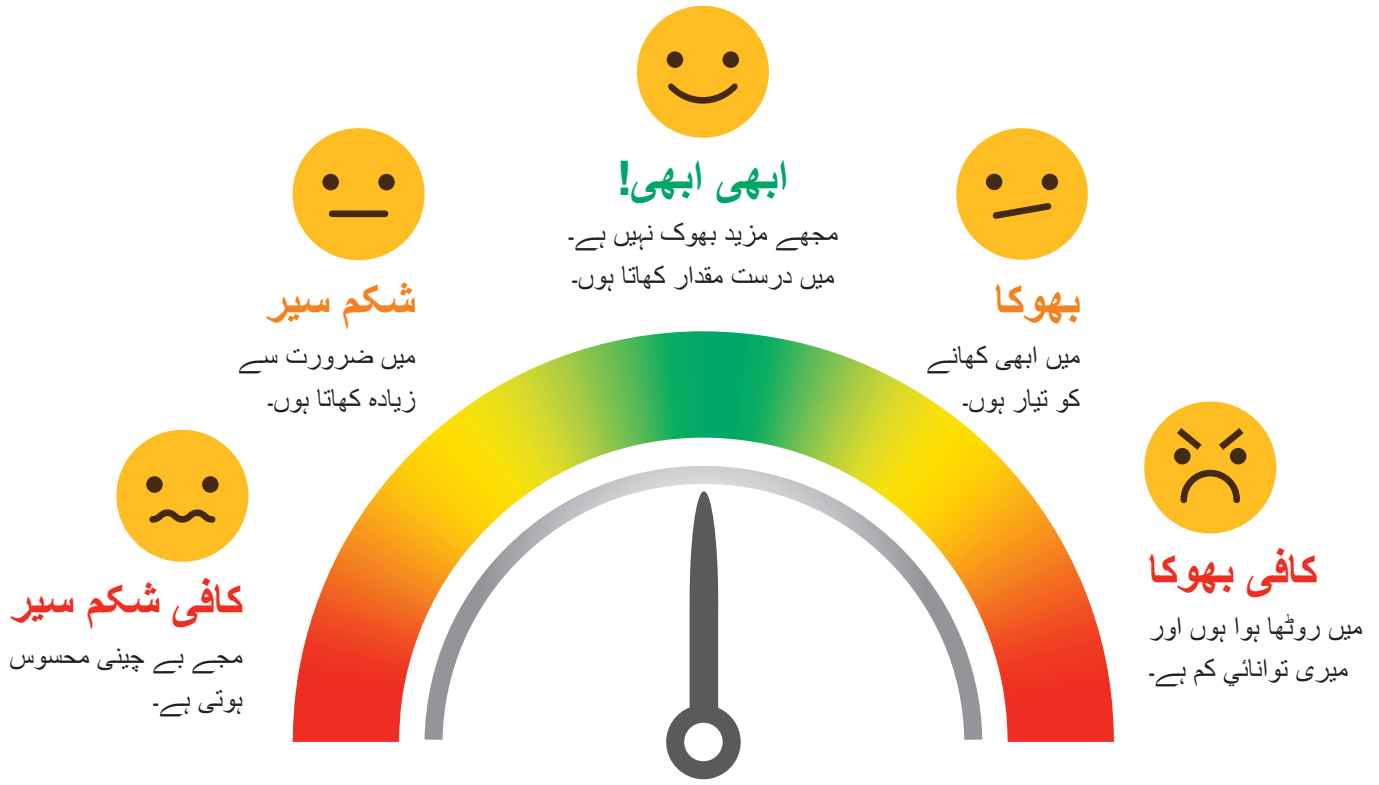 ابھی ابھی!
مجھے مزید بھوک نہیں ہے۔
میں درست مقدار کھاتا ہوں۔
بھوکا
میں ابھی کھانے
کو تیار ہوں۔
شکم سیر
میں ضرورت سے
زیادہ کھاتا ہوں۔
کافی بھوکا
میں روٹھا ہوا ہوں اور
میری توانائي کم ہے۔
کافی شکم سیر
مجے بے چینی محسوس
ہوتی ہے۔